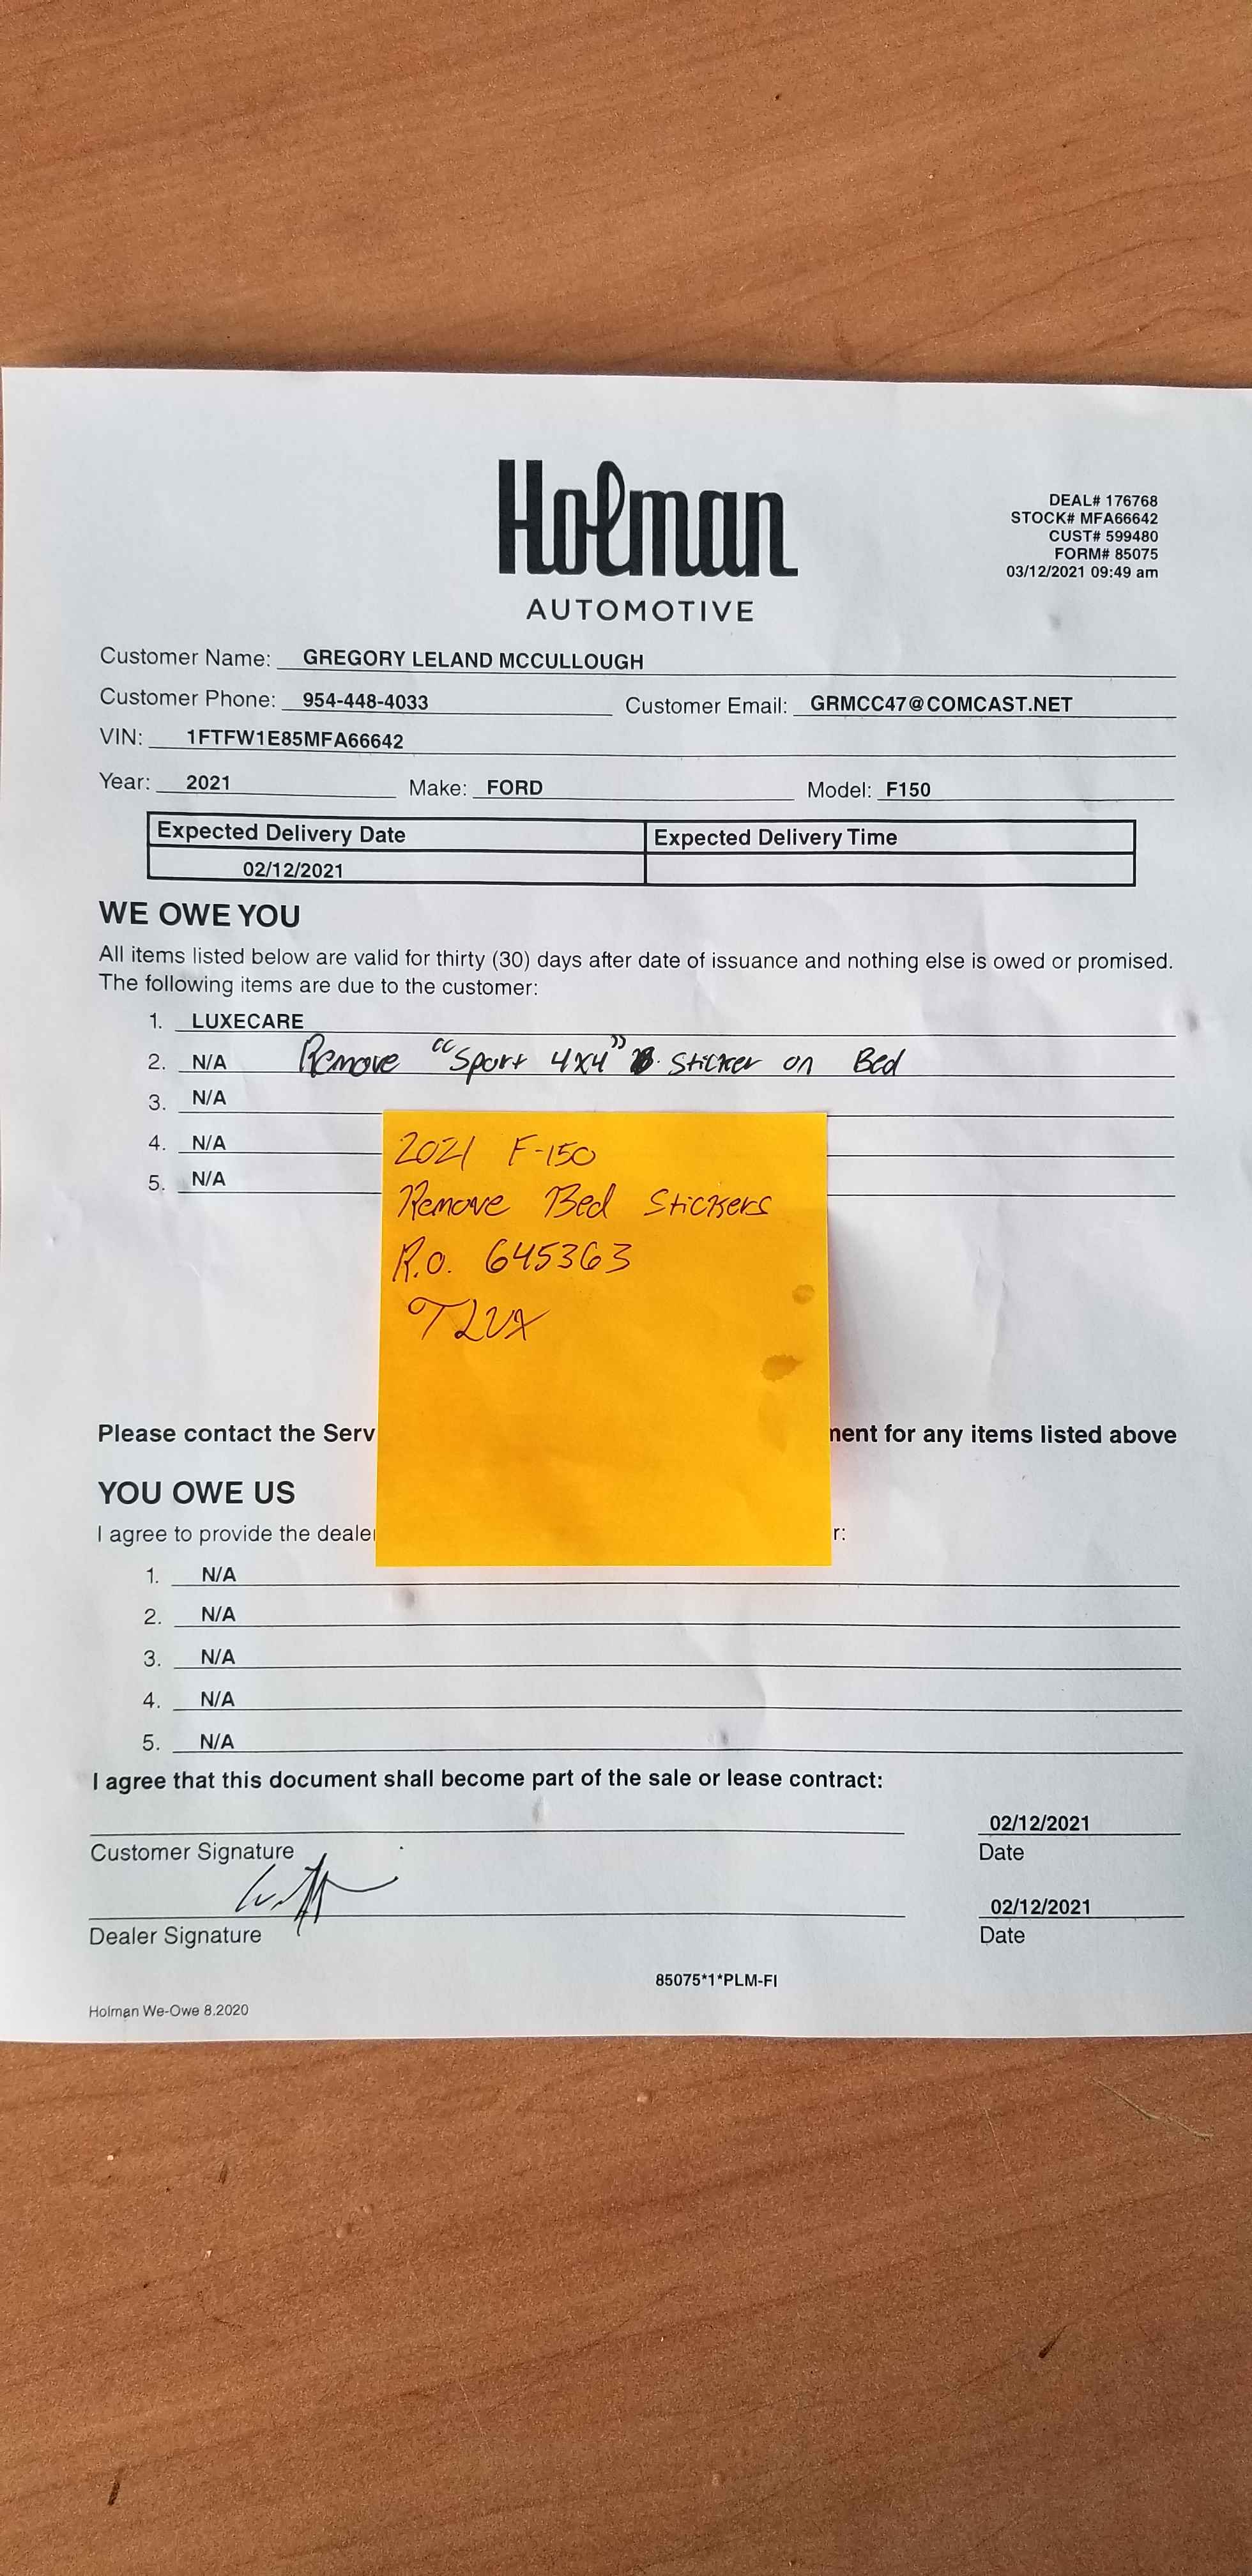 Holman
AUTOMOTIVE
DEAL# 176768
STOCK# MFA66642
CUST# 599480
FORM# 85075
03/12/2021 09:49 am
Customer Name: GREGORY LELAND MCCULLOUGH
Customer Phone: 954-448-4033 Customer Email: GRMCC47@COMCAST.NET
VIN: 1FTFW1E85MFA66642
Year: 2021 Make: FORD Model: F150
Expected Delivery Date Expected Delivery Time
02/12/2021
WE OWE YOU
All items listed below are valid for thirty (30) days after date of issuance and nothing else is owed or promised.
The following items are due to the customer:
1. LUXECARE
2. N/A Remove "Sport 4x4" Sticker on Bed
3. N/A
4. N/A
5. N/A
2021 F-150
Remove Bed Stickers
R.O. 645363
Please contact the Serv
ment for any items listed above
YOU OWE US
I agree to provide the dealer
r:
1. N/A
2. N/A
3. N/A
4. N/A
5. N/A
I agree that this document shall become part of the sale or lease contract:
02/12/2021
Customer Signature Date
02/12/2021
Dealer Signature Date
85075*1*PLM-FI
Holman We-Owe 8.2020